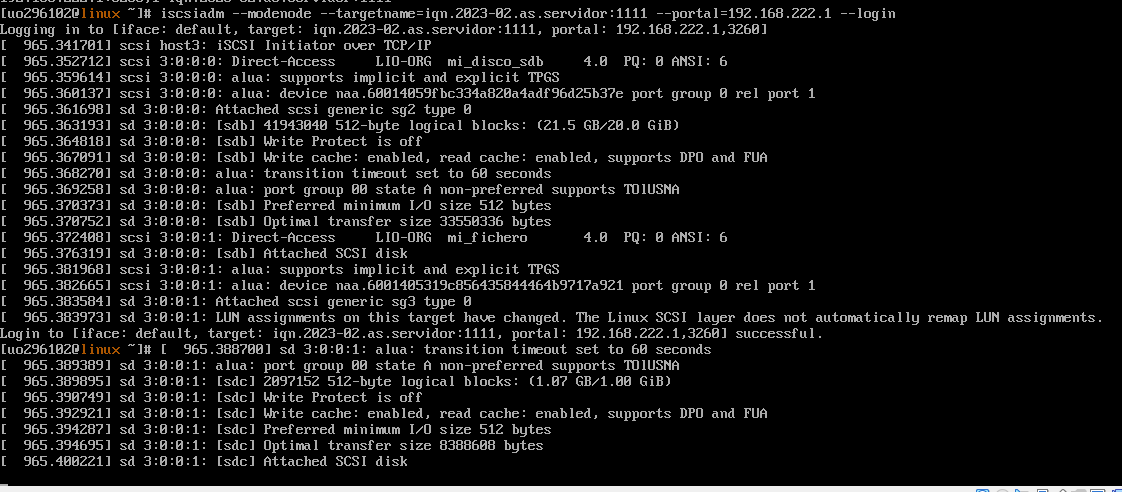 [uo296102@linux ~]# iscsiadm --modenode --targetname=iqn.2023-02.as.servidor:1111 --portal=192.168.222.1 --login
Logging in to [iface: default, target: iqn.2023-02.as.servidor:1111, portal: 192.168.222.1,3260]
[  965.341701] scsi host3: iSCSI Initiator over TCP/IP
[  965.352712] scsi 3:0:0:0: Direct-Access     LIO-ORG  mi_disco_sdb     4.0  PQ: 0 ANSI: 6
[  965.359614] scsi 3:0:0:0: alua: supports implicit and explicit TPGS
[  965.360137] scsi 3:0:0:0: alua: device naa.60014059fbc334a820a4adf96d25b37e port group 0 rel port 1
[  965.361698] sd 3:0:0:0: Attached scsi generic sg2 type 0
[  965.363193] sd 3:0:0:0: [sdb] 41943040 512-byte logical blocks: (21.5 GB/20.0 GiB)
[  965.364818] sd 3:0:0:0: [sdb] Write Protect is off
[  965.367091] sd 3:0:0:0: [sdb] Write cache: enabled, read cache: enabled, supports DPO and FUA
[  965.368270] sd 3:0:0:0: alua: transition timeout set to 60 seconds
[  965.369258] sd 3:0:0:0: alua: port group 00 state A non-preferred supports TOlUSNA
[  965.370373] sd 3:0:0:0: [sdb] Preferred minimum I/O size 512 bytes
[  965.370752] sd 3:0:0:0: [sdb] Optimal transfer size 33550336 bytes
[  965.372408] scsi 3:0:0:1: Direct-Access     LIO-ORG  mi_fichero       4.0  PQ: 0 ANSI: 6
[  965.376319] sd 3:0:0:0: [sdb] Attached SCSI disk
[  965.381968] scsi 3:0:0:1: alua: supports implicit and explicit TPGS
[  965.382665] scsi 3:0:0:1: alua: device naa.6001405319c856435844464b9717a921 port group 0 rel port 1
[  965.383584] sd 3:0:0:1: Attached scsi generic sg3 type 0
[  965.383973] sd 3:0:0:1: LUN assignments on this target have changed. The Linux SCSI layer does not automatically remap LUN assignments.
Login to [iface: default, target: iqn.2023-02.as.servidor:1111, portal: 192.168.222.1,3260] successful.
[uo296102@linux ~]# [  965.388700] sd 3:0:0:1: alua: transition timeout set to 60 seconds
[  965.389389] sd 3:0:0:1: alua: port group 00 state A non-preferred supports TOlUSNA
[  965.389895] sd 3:0:0:1: [sdc] 2097152 512-byte logical blocks: (1.07 GB/1.00 GiB)
[  965.390749] sd 3:0:0:1: [sdc] Write Protect is off
[  965.392921] sd 3:0:0:1: [sdc] Write cache: enabled, read cache: enabled, supports DPO and FUA
[  965.394287] sd 3:0:0:1: [sdc] Preferred minimum I/O size 512 bytes
[  965.394695] sd 3:0:0:1: [sdc] Optimal transfer size 8388608 bytes
[  965.400221] sd 3:0:0:1: [sdc] Attached SCSI disk